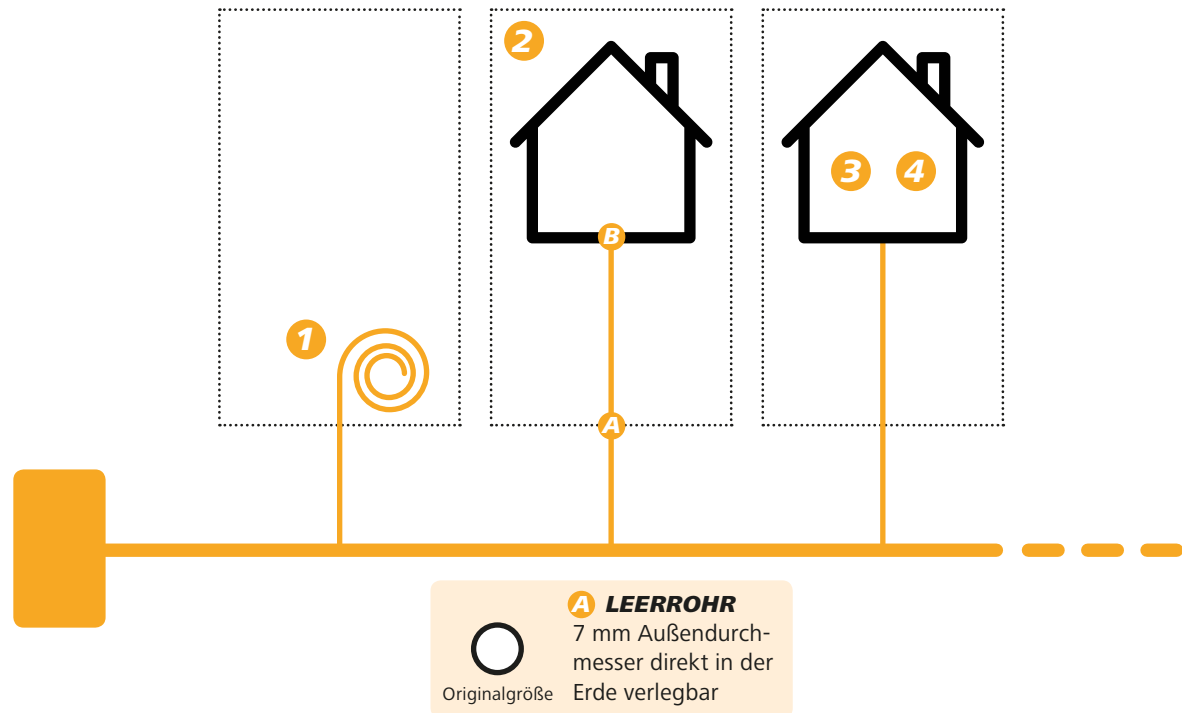 2
3 4
B
1
A
A LEERROHR
7 mm Außendurch-
messer direkt in der
Erde verlegbar
Originalgröße